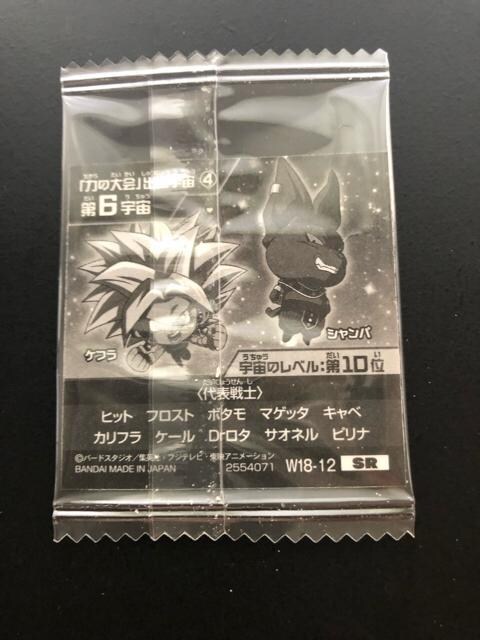 「力の大会」出場宇宙④
第6宇宙
ケフラ
シャンパ
宇宙のレベル:第10位
〈代表戦士〉
ヒット フロスト ボタモ マゲッタ キャベ
カリフラ ケール Drロタ サオネル ピリナ
©バードスタジオ/集英社・フジテレビ・東映アニメーション
BANDAI MADE IN JAPAN 2554071 W18-12 SR